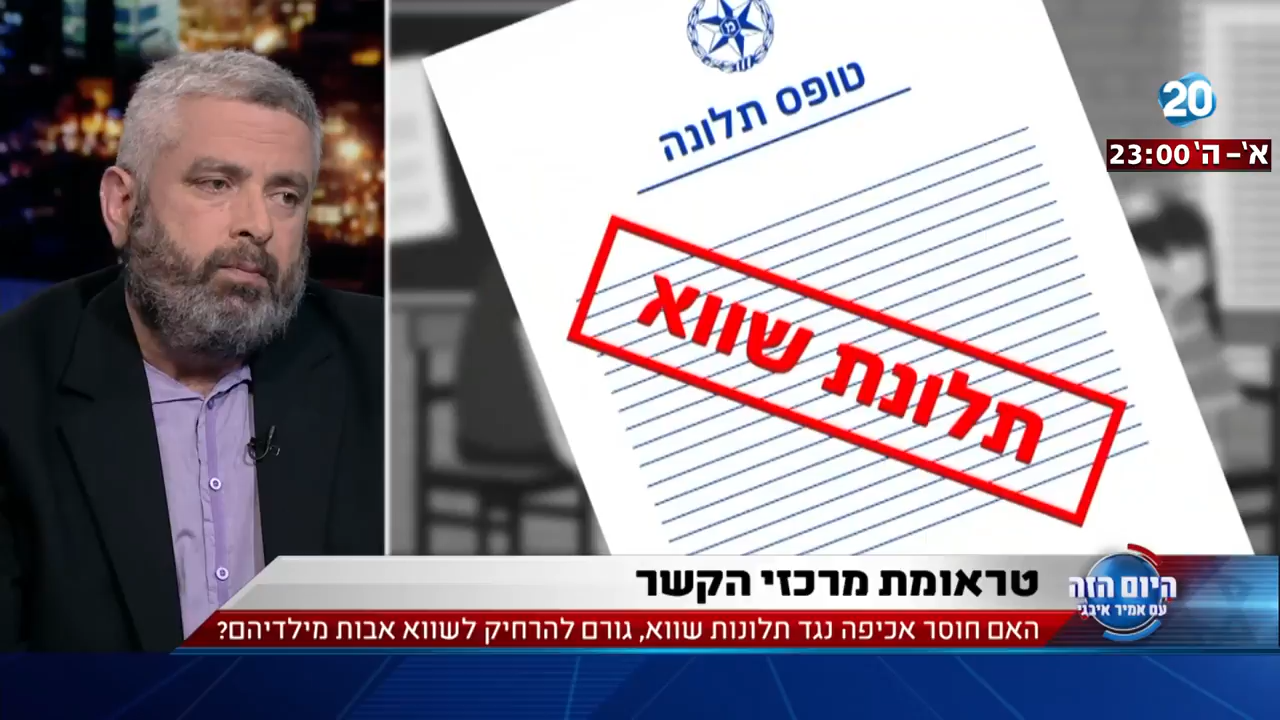 טופס תלונה
תלונת שווא
20
א'- ה' 23:00
טראומת מרכזי הקשר
האם חוסר אכיפה נגד תלונות שווא, גורם להרחיק לשווא אבות מילדיהם?
היום הזה
עם אמיר איבגי